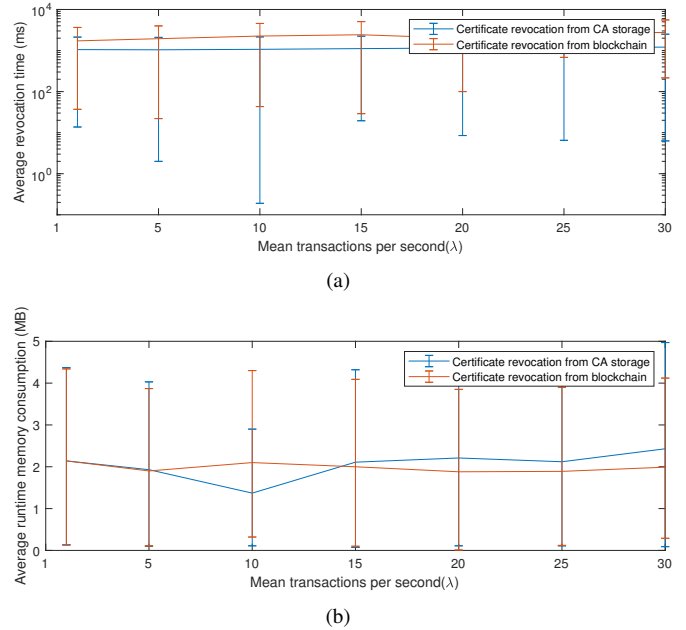 Average revocation time (ms)
10^4
10^2
10^0
Certificate revocation from CA storage
Certificate revocation from blockchain
1 5 10 15 20 25 30
Mean transactions per second(λ)
(a)
Average runtime memory consumption (MB)
5
4
3
2
1
0
Certificate revocation from CA storage
Certificate revocation from blockchain
1 5 10 15 20 25 30
Mean transactions per second(λ)
(b)